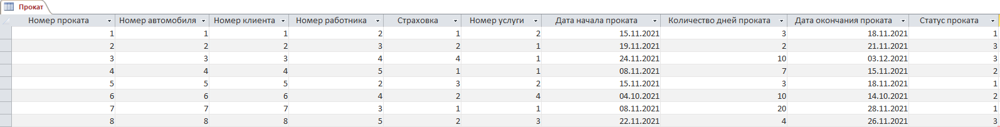 Прокат
Номер проката Номер автомобиля Номер клиента Номер работника Страховка Номер услуги Дата начала проката Количество дней проката Дата окончания проката Статус проката
1 1 1 2 1 2 15.11.2021 3 18.11.2021 1
2 2 2 3 2 1 19.11.2021 2 21.11.2021 3
3 3 3 4 4 1 24.11.2021 10 03.12.2021 3
4 4 4 5 1 1 08.11.2021 7 15.11.2021 2
5 5 5 2 3 2 15.11.2021 3 18.11.2021 1
6 6 6 4 2 4 04.10.2021 10 14.10.2021 2
7 7 7 3 1 1 08.11.2021 20 28.11.2021 1
8 8 8 5 2 3 22.11.2021 4 26.11.2021 3